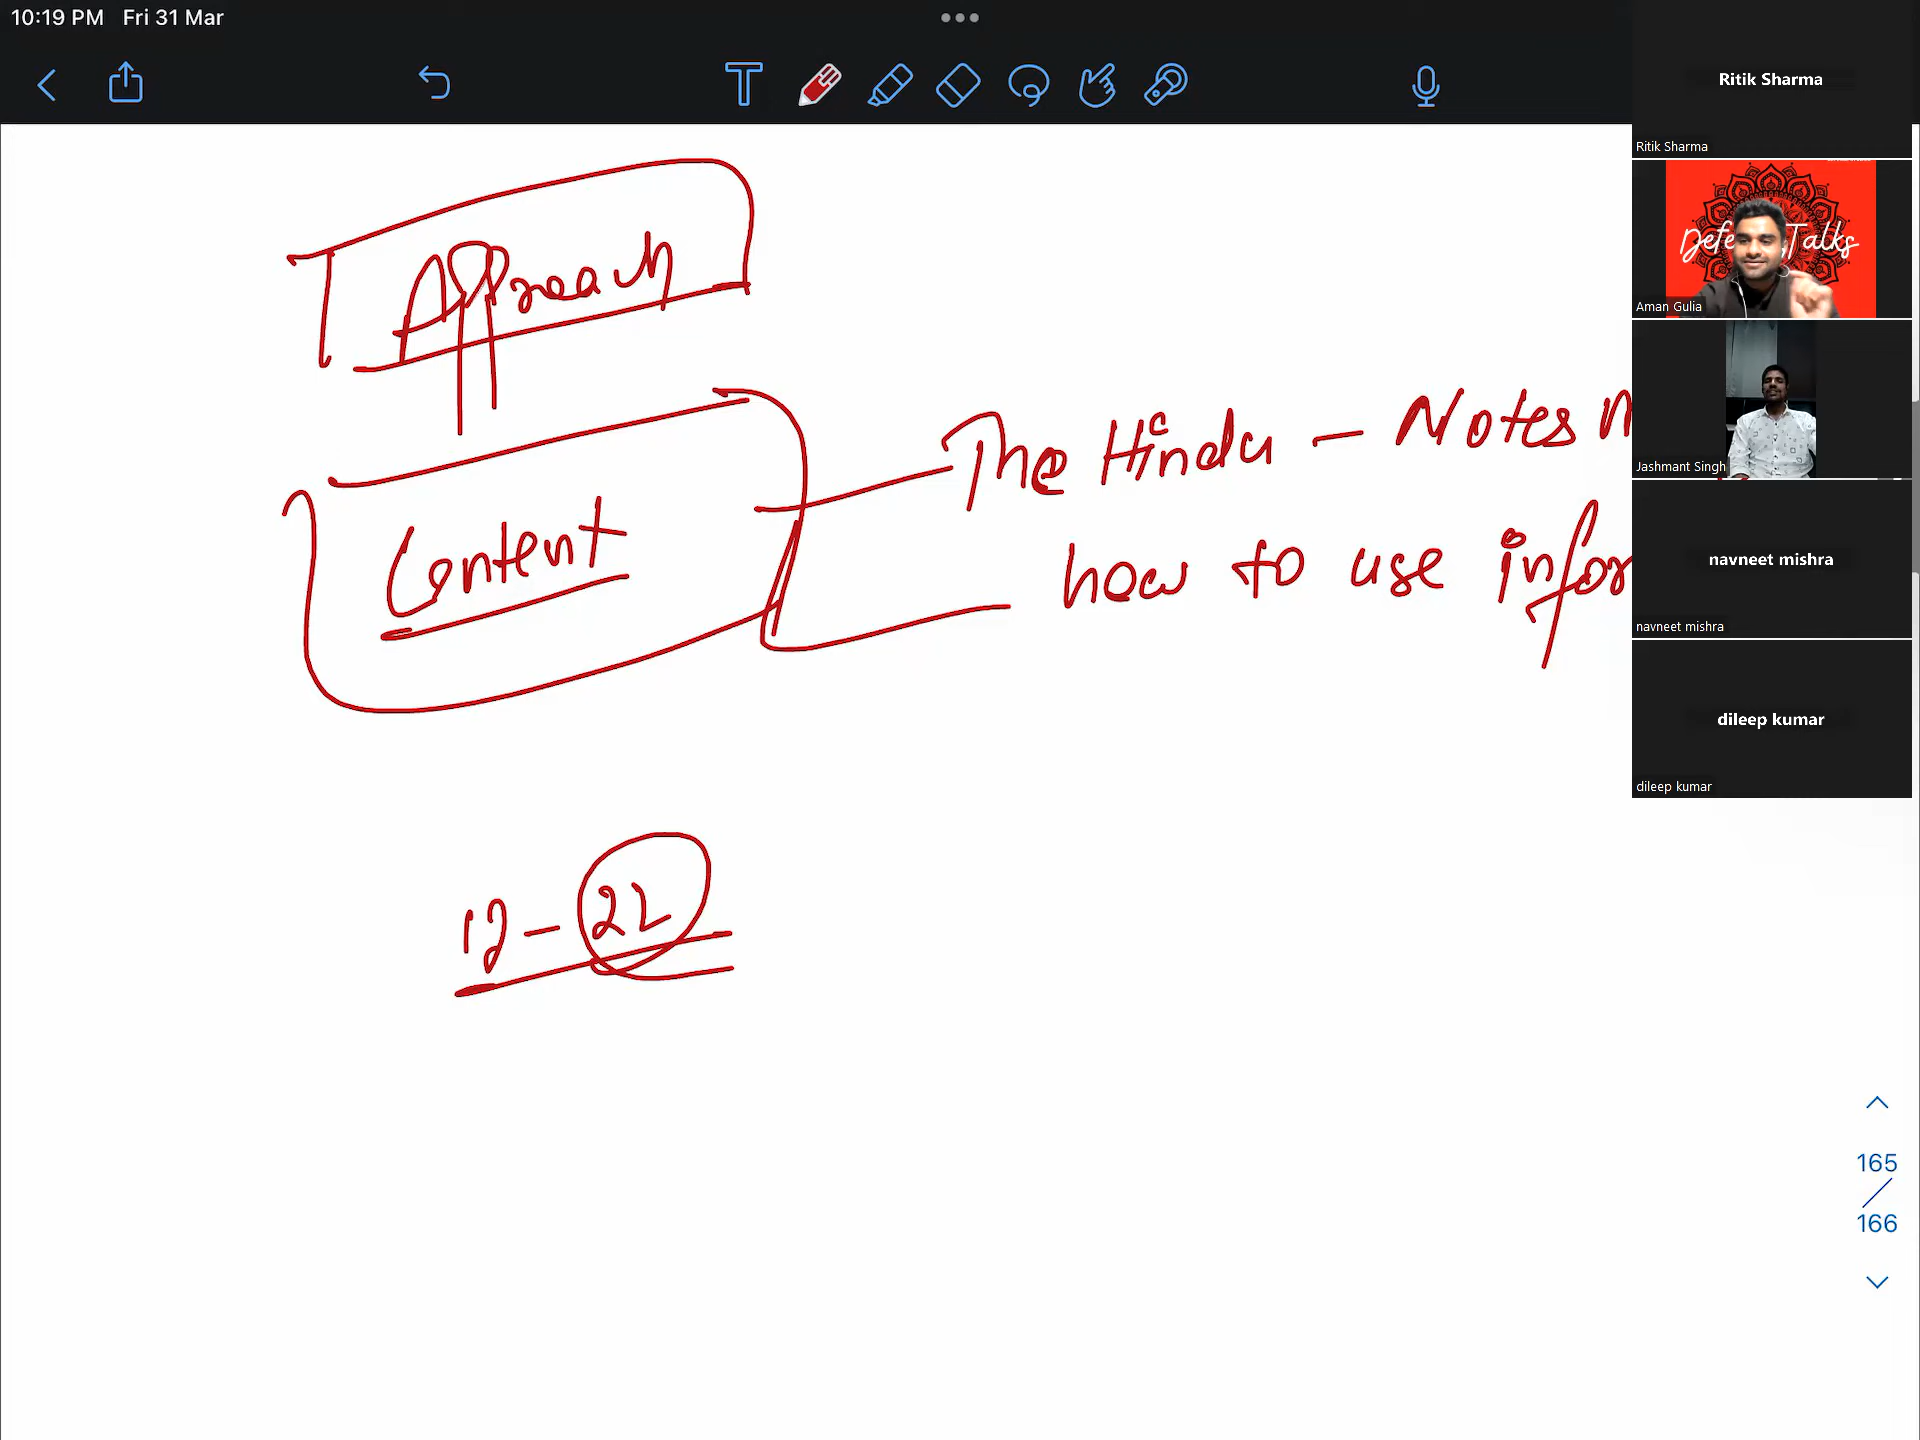 10:19 PM Fri 31 Mar
Ritik Sharma
Ritik Sharma
Approach
Aman Gulia
The Hindu - Notes
Jashmant Singh
Content
how to use infor
navneet mishra
navneet mishra
dileep kumar
dileep kumar
12-22
165
/
166